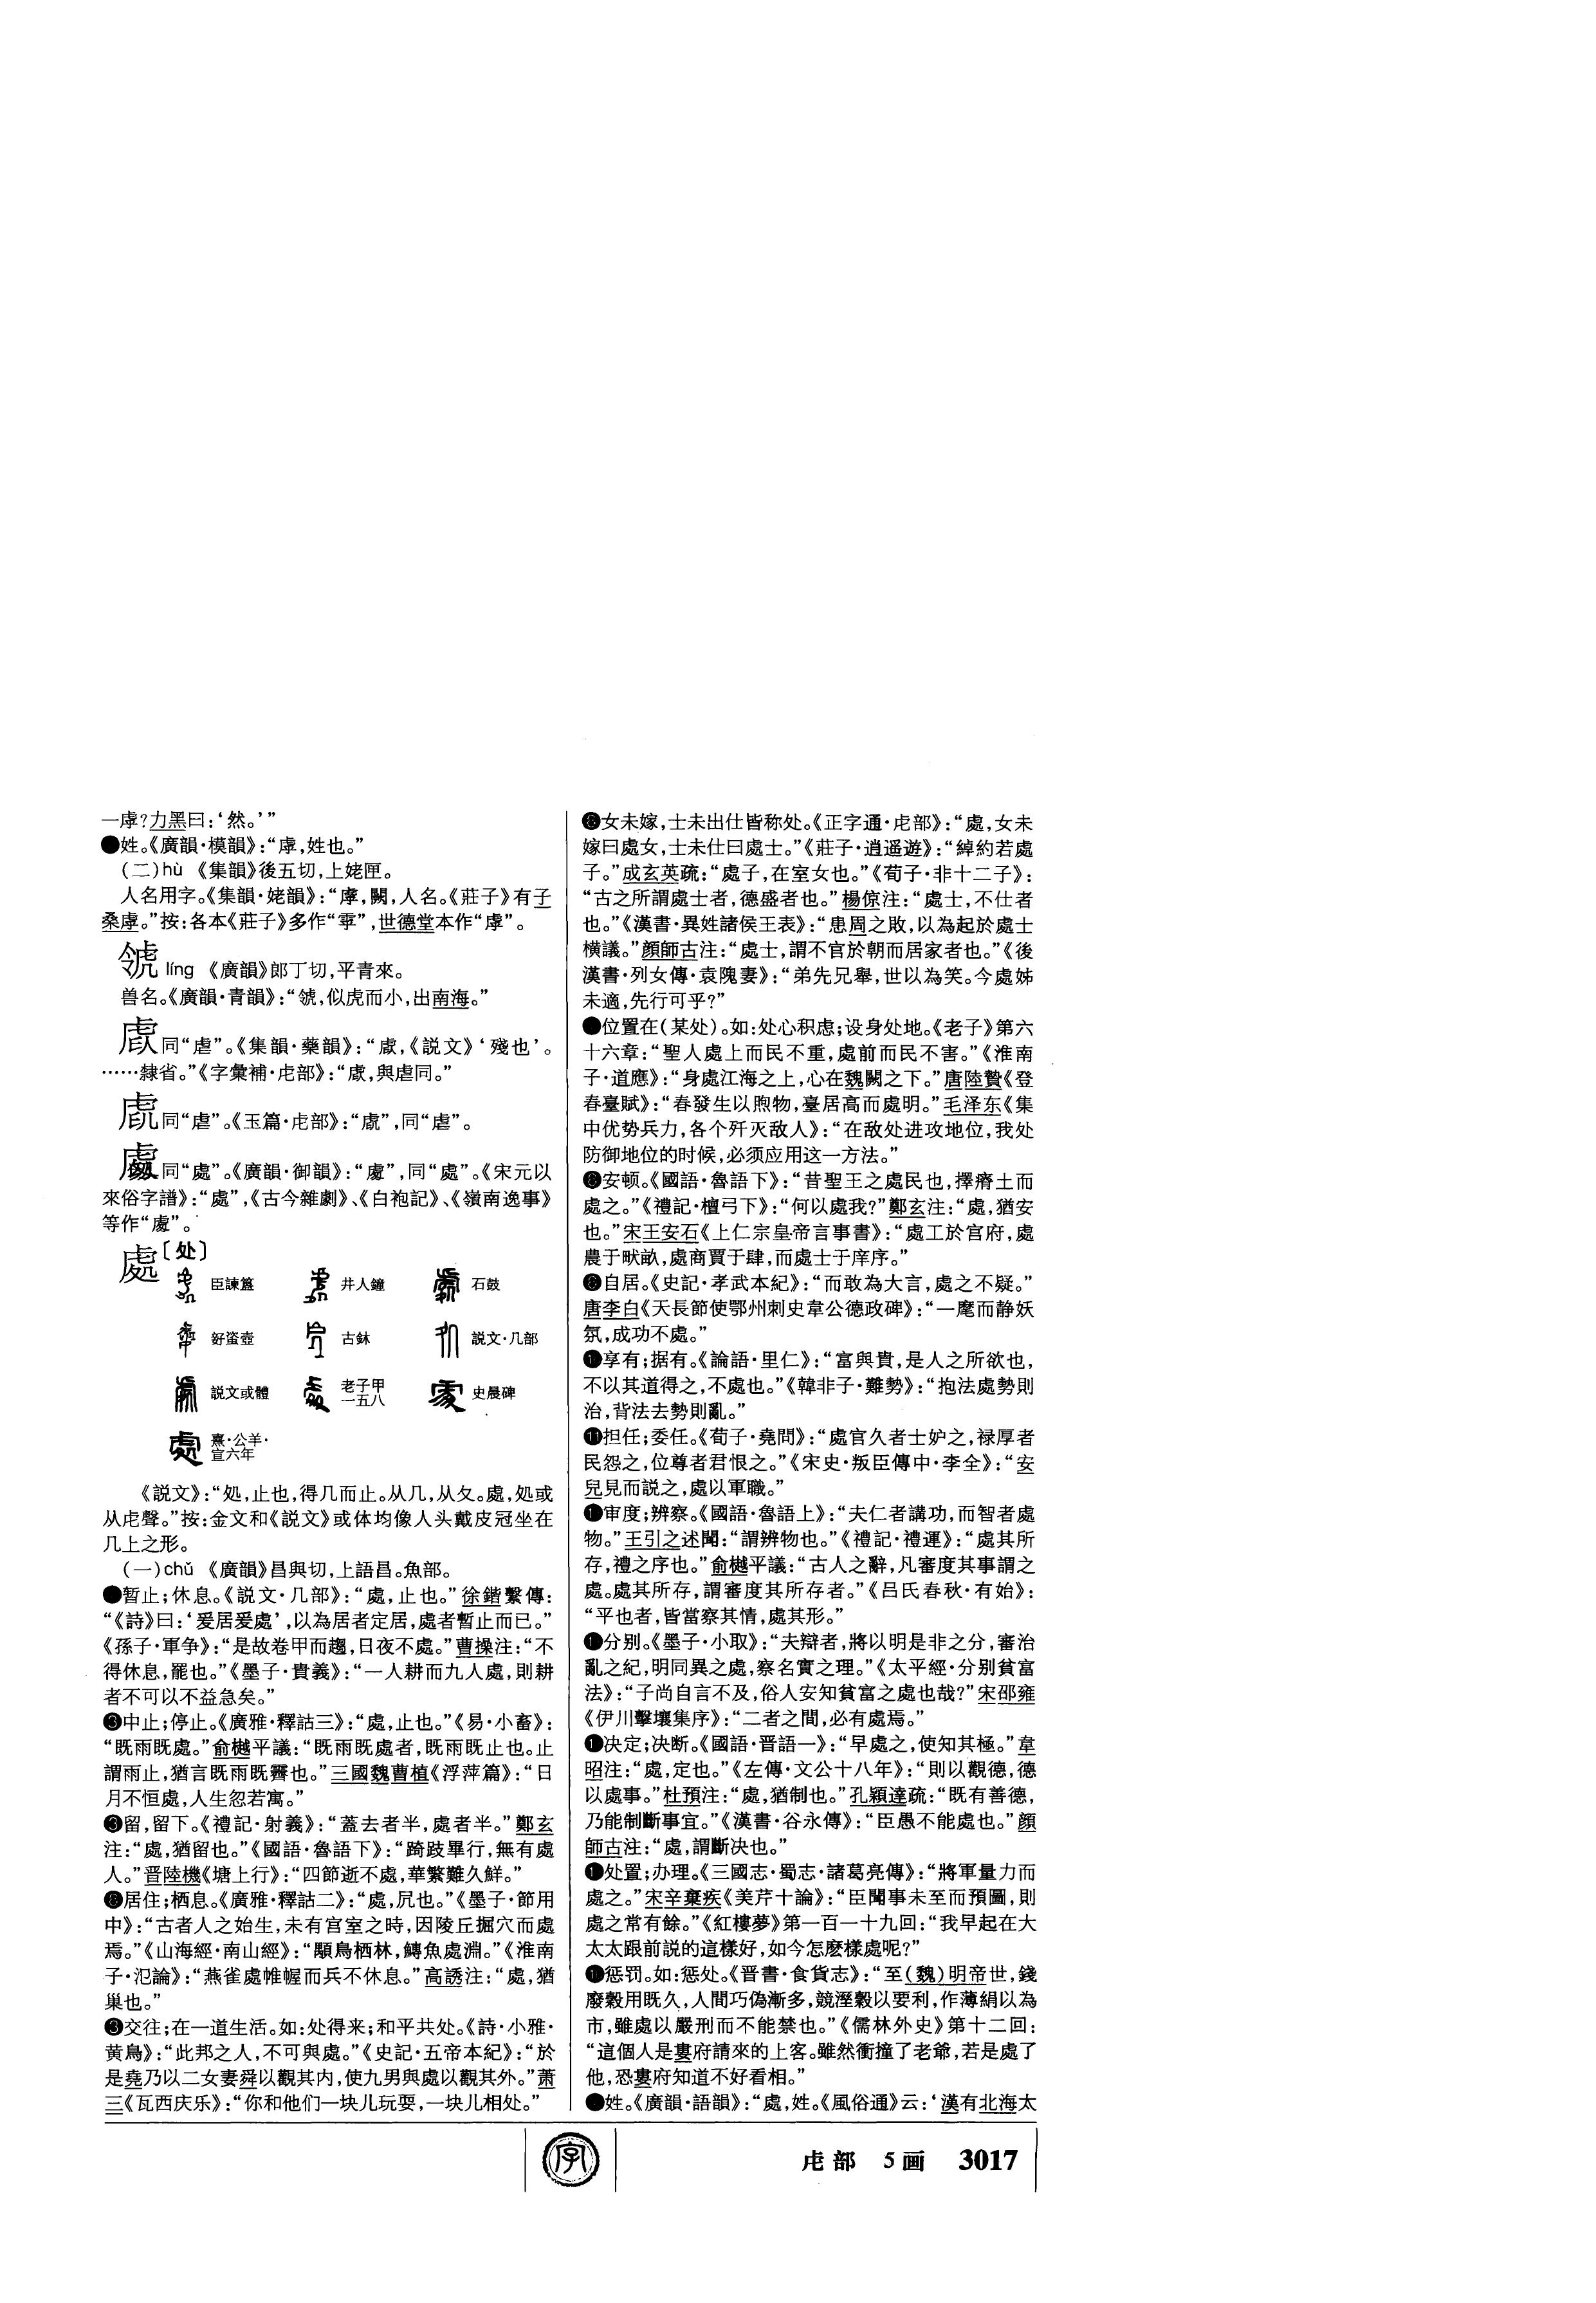 一虖？力黑曰：‘然。’”
●姓。《廣韻·模韻》：“虖，姓也。”
（二）hù　《集韻》後五切，上姥匣。
人名用字。《集韻·姥韻》：“虖，闕，人名。《莊子》有子
桑虖。”按：各本《莊子》多作“雽”，世德堂本作“虖”。
䖅 líng　《廣韻》郎丁切，平青來。
兽名。《廣韻·青韻》：“䖅，似虎而小，出南海。”
同“虐”。《集韻·藥韻》：“《説文》‘殘也’。
……隸省。”《字彙補·虍部》：“與虐同。”
同“虐”。《玉篇·虍部》：“同“虐”。
同“處”。《廣韻·御韻》：“同“處”。《宋元以
來俗字譜》：“處”，《古今雜劇》、《白袍記》、《嶺南逸事》
等作“”。
處〔处〕
臣諫簋　井人鐘　石鼓
好蚉壺　古鉢　説文·几部
説文或體　老子甲一五八　史晨碑
熹·公羊·宣六年
《説文》：“処，止也，得几而止。从几，从夊。處，処或
从虍聲。”按：金文和《説文》或体均像人头戴皮冠坐在
几上之形。
（一）chǔ　《廣韻》昌與切，上語昌。魚部。
●暂止；休息。《説文·几部》：“處，止也。”徐鍇繫傳：
“《詩》曰：‘爰居爰處’，以為居者定居，處者暫止而已。”
《孫子·軍争》：“是故卷甲而趨，日夜不處。”曹操注：“不
得休息，罷也。”《墨子·貴義》：“一人耕而九人處，則耕
者不可以不益急矣。”
❸中止；停止。《廣雅·釋詁三》：“處，止也。”《易·小畜》：
“既雨既處。”俞樾平議：“既雨既處者，既雨既止也。止
謂雨止，猶言既雨既霽也。”三國魏曹植《浮萍篇》：“日
月不恒處，人生忽若寓。”
❸留，留下。《禮記·射義》：“蓋去者半，處者半。”鄭玄
注：“處，猶留也。”《國語·魯語下》：“踦跂畢行，無有處
人。”晋陸機《塘上行》：“四節逝不處，華繁難久鮮。”
❻居住；栖息。《廣雅·釋詁二》：“處，凥也。”《墨子·節用
中》：“古者人之始生，未有宫室之時，因陵丘掘穴而處
焉。”《山海經·南山經》：“顒鳥栖林，鱄魚處淵。”《淮南
子·氾論》：“燕雀處帷幄而兵不休息。”高誘注：“處，猶
巢也。”
❸交往；在一道生活。如：处得来；和平共处。《詩·小雅·
黄鳥》：“此邦之人，不可與處。”《史記·五帝本紀》：“於
是堯乃以二女妻舜以觀其内，使九男與處以觀其外。”萧
三《瓦西庆乐》：“你和他们一块儿玩耍，一块儿相处。”
❻女未嫁，士未出仕皆称处。《正字通·虍部》：“處，女未
嫁曰處女，士未仕曰處士。”《莊子·逍遥遊》：“綽約若處
子。”成玄英疏：“處子，在室女也。”《荀子·非十二子》：
“古之所謂處士者，德盛者也。”楊倞注：“處士，不仕者
也。”《漢書·異姓諸侯王表》：“患周之敗，以為起於處士
横議。”顔師古注：“處士，謂不官於朝而居家者也。”《後
漢書·列女傳·袁隗妻》：“弟先兄舉，世以為笑。今處姊
未適，先行可乎？”
●位置在（某处）。如：处心积虑；设身处地。《老子》第六
十六章：“聖人處上而民不重，處前而民不害。”《淮南
子·道應》：“身處江海之上，心在魏闕之下。”唐陸贄《登
春臺賦》：“春發生以煦物，臺居高而處明。”毛泽东《集
中优势兵力，各个歼灭敌人》：“在敌处进攻地位，我处
防御地位的时候，必须应用这一方法。”
❻安顿。《國語·魯語下》：“昔聖王之處民也，擇瘠土而
處之。”《禮記·檀弓下》：“何以處我？”鄭玄注：“處，猶安
也。”宋王安石《上仁宗皇帝言事書》：“處工於官府，處
農于畎畝，處商賈于肆，而處士于庠序。”
❻自居。《史記·孝武本紀》：“而敢為大言，處之不疑。”
唐李白《天長節使鄂州刺史韋公德政碑》：“一麾而静妖
氛，成功不處。”
❶享有；据有。《論語·里仁》：“富與貴，是人之所欲也，
不以其道得之，不處也。”《韓非子·難勢》：“抱法處勢則
治，背法去勢則亂。”
⓫担任；委任。《荀子·堯問》：“處官久者士妒之，禄厚者
民怨之，位尊者君恨之。”《宋史·叛臣傳中·李全》：“安
兒見而説之，處以軍職。”
❶审度；辨察。《國語·魯語上》：“夫仁者講功，而智者處
物。”王引之述聞：“謂辨物也。”《禮記·禮運》：“處其所
存，禮之序也。”俞樾平議：“古人之辭，凡審度其事謂之
處。處其所存，謂審度其所存者。”《吕氏春秋·有始》：
“平也者，皆當察其情，處其形。”
❶分别。《墨子·小取》：“夫辯者，將以明是非之分，審治
亂之紀，明同異之處，察名實之理。”《太平經·分别貧富
法》：“子尚自言不及，俗人安知貧富之處也哉？”宋邵雍
《伊川擊壤集序》：“二者之間，必有處焉。”
❶决定；决断。《國語·晋語一》：“早處之，使知其極。”韋
昭注：“處，定也。”《左傳·文公十八年》：“則以觀德，德
以處事。”杜預注：“處，猶制也。”孔穎達疏：“既有善德，
乃能制斷事宜。”《漢書·谷永傳》：“臣愚不能處也。”顔
師古注：“處，謂斷决也。”
❶处置；办理。《三國志·蜀志·諸葛亮傳》：“將軍量力而
處之。”宋辛棄疾《美芹十論》：“臣聞事未至而預圖，則
處之常有餘。”《紅樓夢》第一百一十九回：“我早起在大
太太跟前説的這樣好，如今怎麽樣處呢？”
❶惩罚。如：惩处。《晋書·食貨志》：“至（魏）明帝世，錢
廢穀用既久，人間巧偽漸多，競溼穀以要利，作薄絹以為
市，雖處以嚴刑而不能禁也。”《儒林外史》第十二回：
“這個人是婁府請來的上客。雖然衝撞了老爺，若是處了
他，恐婁府知道不好看相。”
●姓。《廣韻·語韻》：“處，姓。《風俗通》云：‘漢有北海太
字
虍部　5画　3017